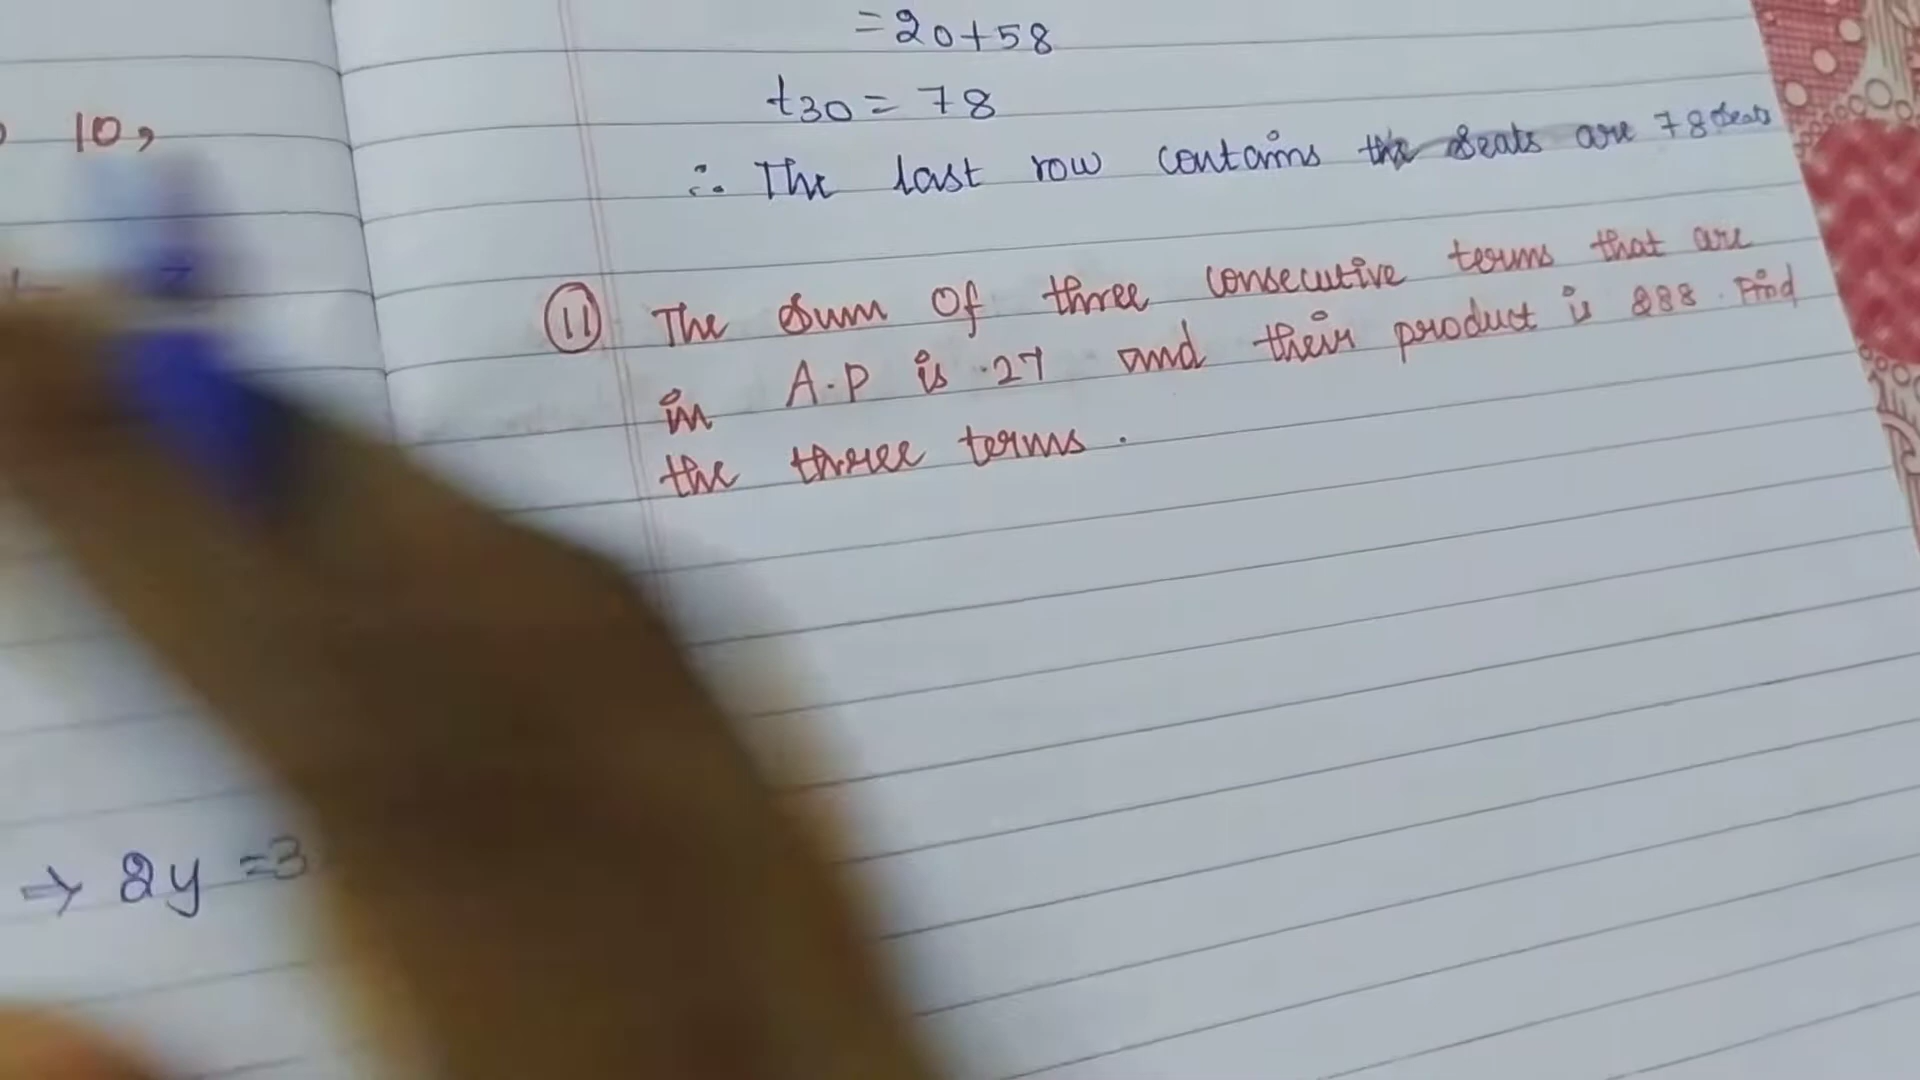 10,
⇒ 2y = 3
= 20+58
t30 = 78
∴ The last row contains the seats are 78 seats
11 The sum of three consecutive terms that are
in A.P is 27 and their product is 288. Find
the three terms.